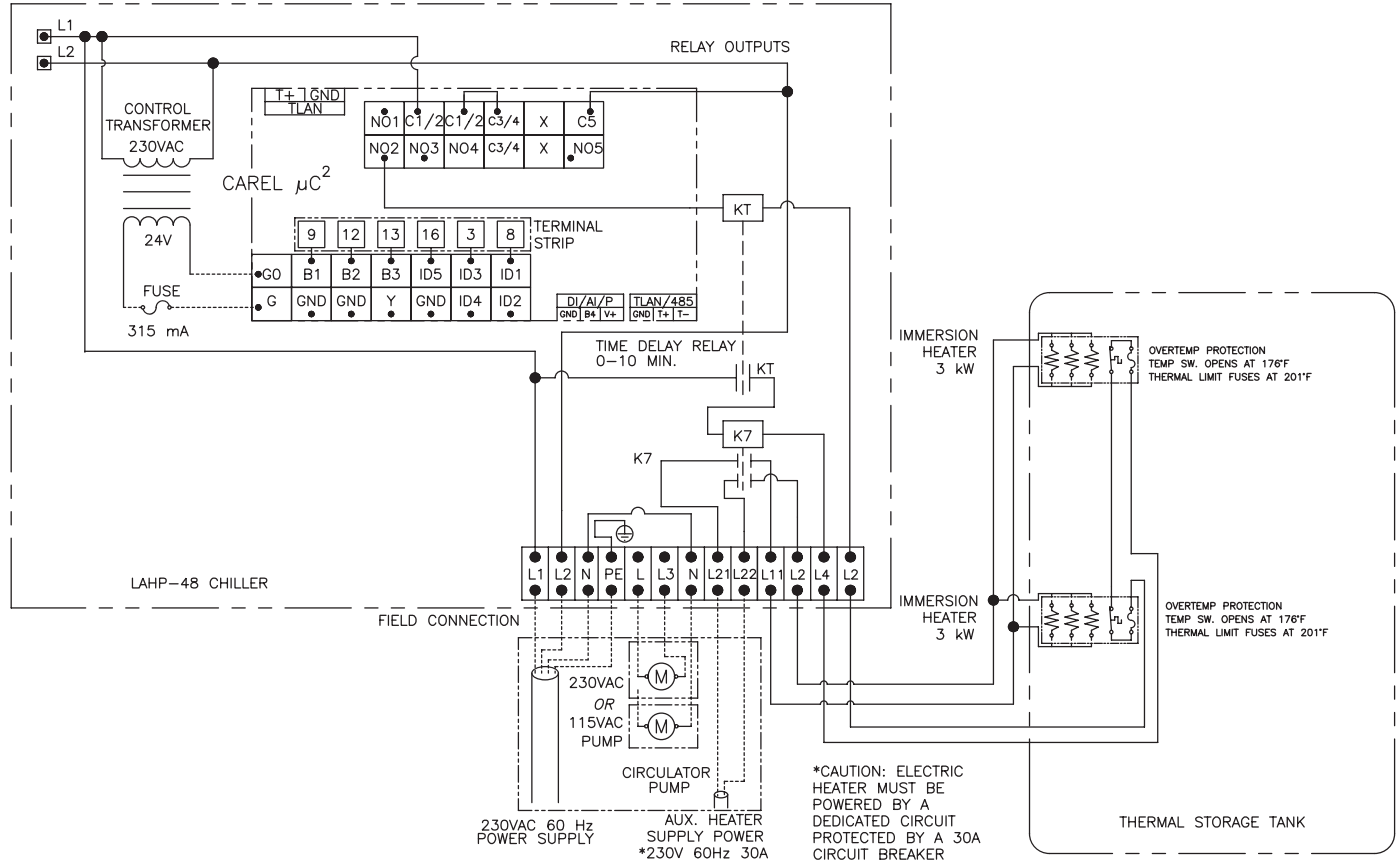 L1
L2
RELAY OUTPUTS
T+ GND
TLAN
CONTROL
TRANSFORMER
230VAC
NO1 C1/2 C1/2 C3/4 X C5
NO2 NO3 NO4 C3/4 X NO5
CAREL µC²
KT
24V
9 12 13 16 3 8
TERMINAL
STRIP
G0 B1 B2 B3 ID5 ID3 ID1
G GND GND Y GND ID4 ID2
FUSE
315 mA
DI/AI/P
GND B4 V+
TLAN/485
GND T+ T-
TIME DELAY RELAY
0-10 MIN.
KT
K7
K7
IMMERSION
HEATER
3 kW
OVERTEMP PROTECTION
TEMP SW. OPENS AT 176°F
THERMAL LIMIT FUSES AT 201°F
L1 L2 N PE L L3 N L21 L22 L11 L2 L4 L2
LAHP-48 CHILLER
FIELD CONNECTION
IMMERSION
HEATER
3 kW
OVERTEMP PROTECTION
TEMP SW. OPENS AT 176°F
THERMAL LIMIT FUSES AT 201°F
230VAC
OR
115VAC
PUMP
M
M
CIRCULATOR
PUMP
230VAC 60 Hz
POWER SUPPLY
AUX. HEATER
SUPPLY POWER
*230V 60Hz 30A
*CAUTION: ELECTRIC
HEATER MUST BE
POWERED BY A
DEDICATED CIRCUIT
PROTECTED BY A 30A
CIRCUIT BREAKER
THERMAL STORAGE TANK